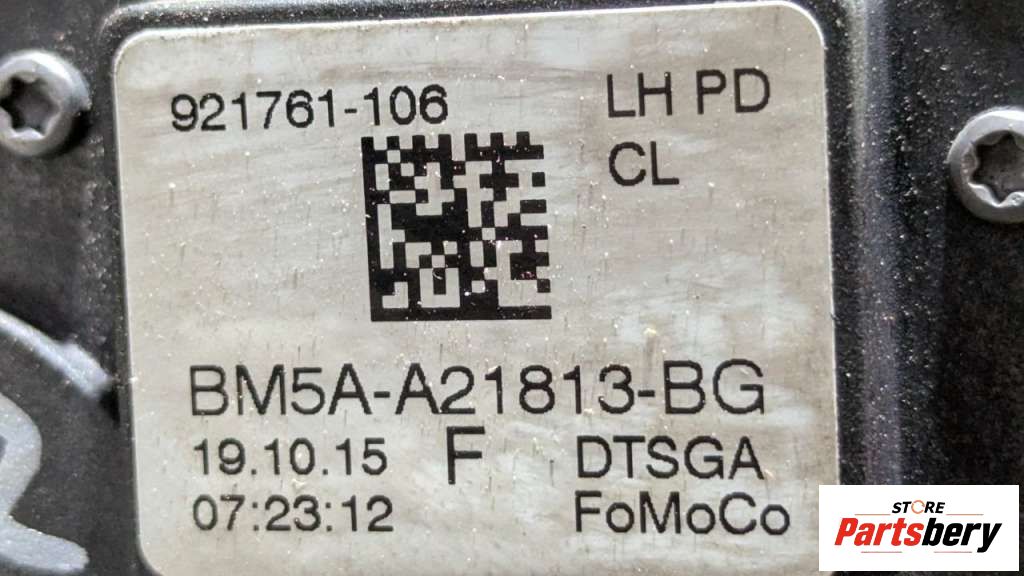 921761-106 LH PD
CL
BM5A-A21813-BG
19.10.15 F DTSGA
07:23:12 FoMoCo
STORE
Partsbery